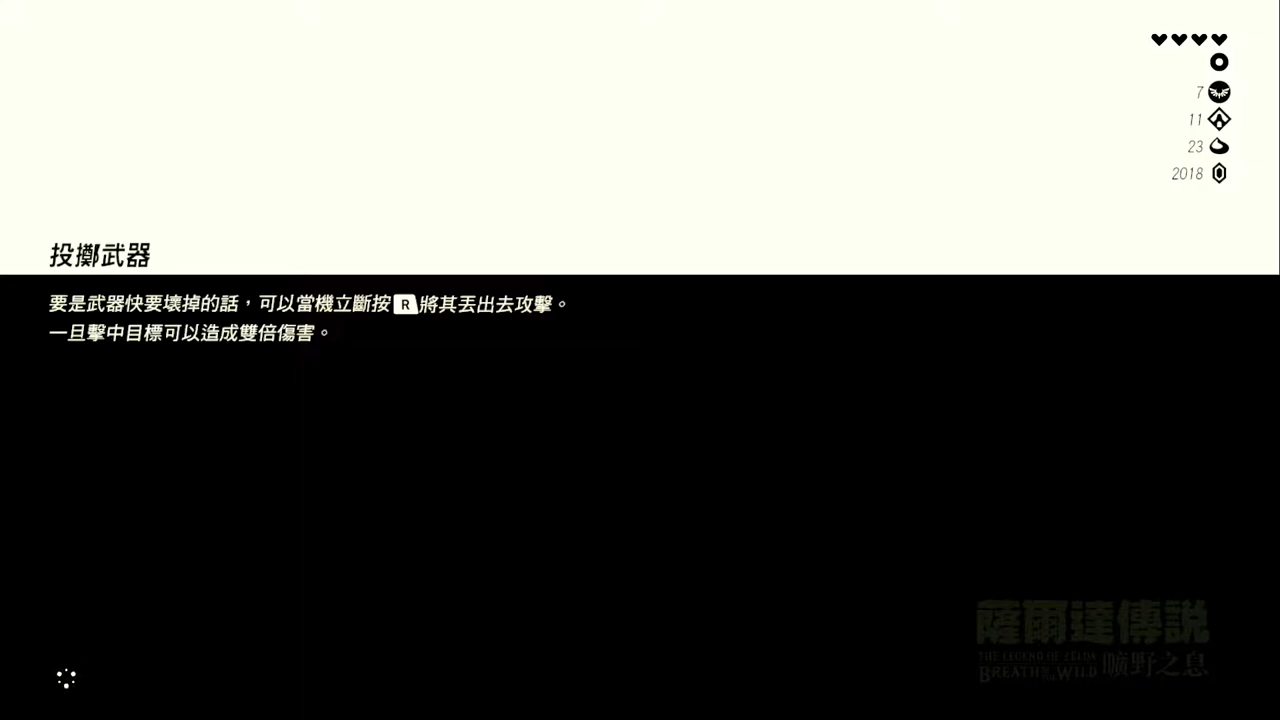 7
11
23
2018
投擲武器
要是武器快要壞掉的話，可以當機立斷按R將其丟出去攻擊。
一旦擊中目標可以造成雙倍傷害。
薩爾達傳說
THE LEGEND OF ZELDA
BREATH OF THE WILD 曠野之息